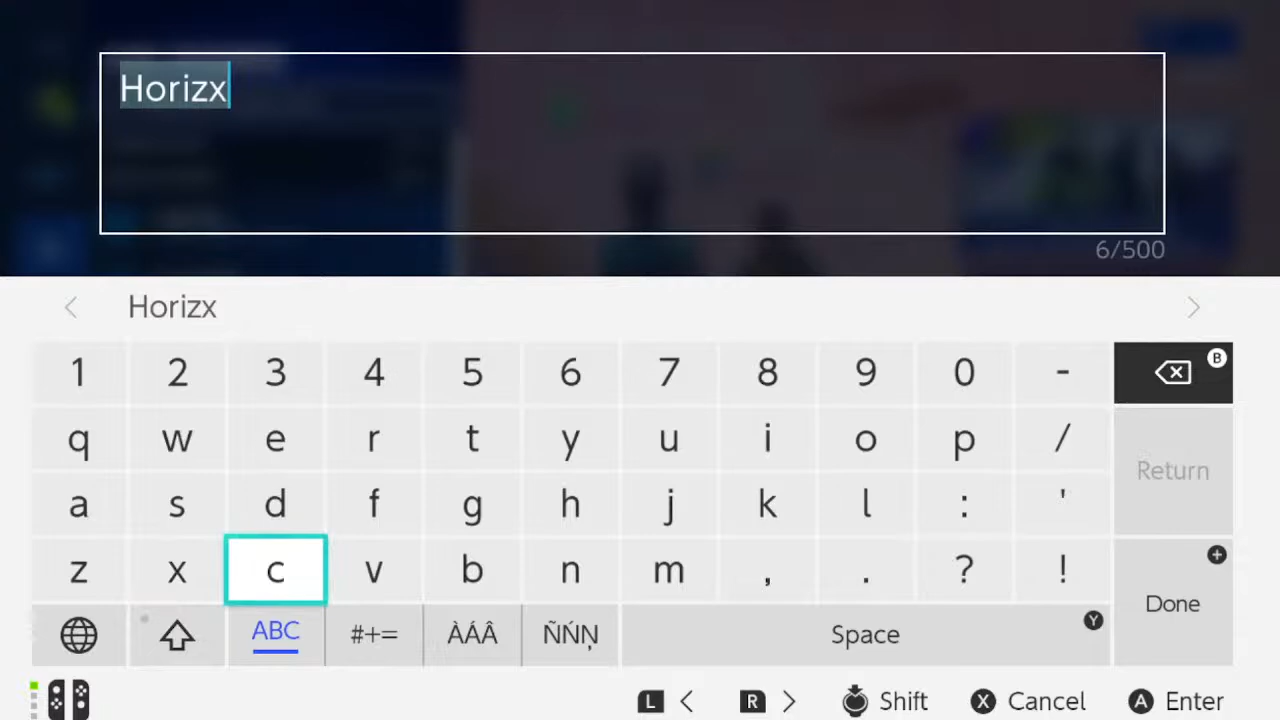 Horizx
6/500
Horizx
1 2 3 4 5 6 7 8 9 0 - B
q w e r t y u i o p /
Return
a s d f g h j k l : '
z x c v b n m , . ? ! +
Done
ABC #+= ÀÁÂ ÑŃŅ Space Y
L < R > Shift X Cancel A Enter